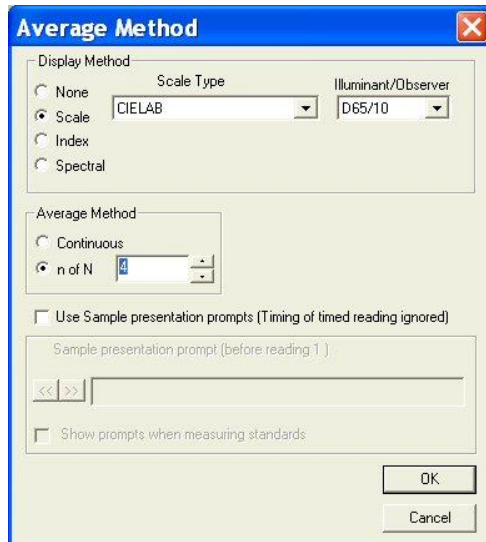 Average Method
Display Method
None
Scale
Index
Spectral
Scale Type
CIELAB
Illuminant/Observer
D65/10
Average Method
Continuous
n of N
4
Use Sample presentation prompts (Timing of timed reading ignored)
Sample presentation prompt (before reading 1 )
<< >>
Show prompts when measuring standards
OK
Cancel